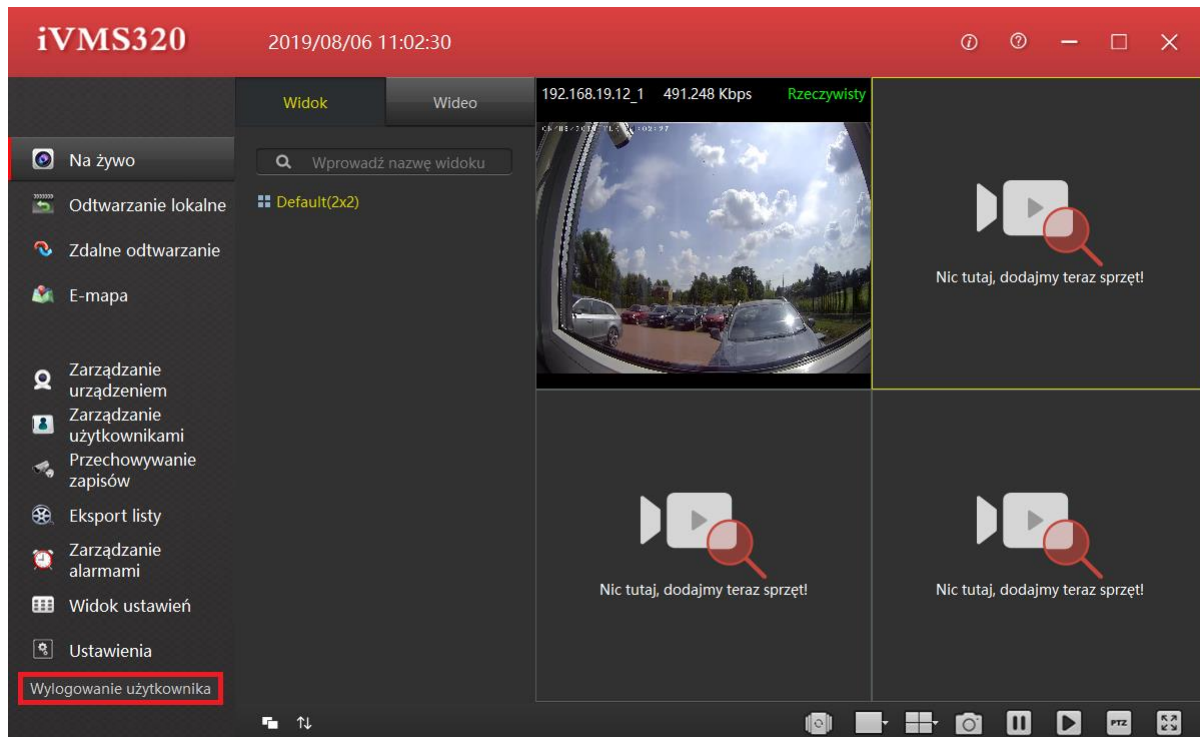 iVMS320
2019/08/06 11:02:30
Widok
Wideo
Wprowadź nazwę widoku
Default(2x2)
Na żywo
Odtwarzanie lokalne
Zdalne odtwarzanie
E-mapa
Zarządzanie
urządzeniem
Zarządzanie
użytkownikami
Przechowywanie
zapisów
Eksport listy
Zarządzanie
alarmami
Widok ustawień
Ustawienia
Wylogowanie użytkownika
192.168.19.12_1 491.248 Kbps Rzeczywisty
Nic tutaj, dodajmy teraz sprzęt!
Nic tutaj, dodajmy teraz sprzęt!
Nic tutaj, dodajmy teraz sprzęt!
PTZ